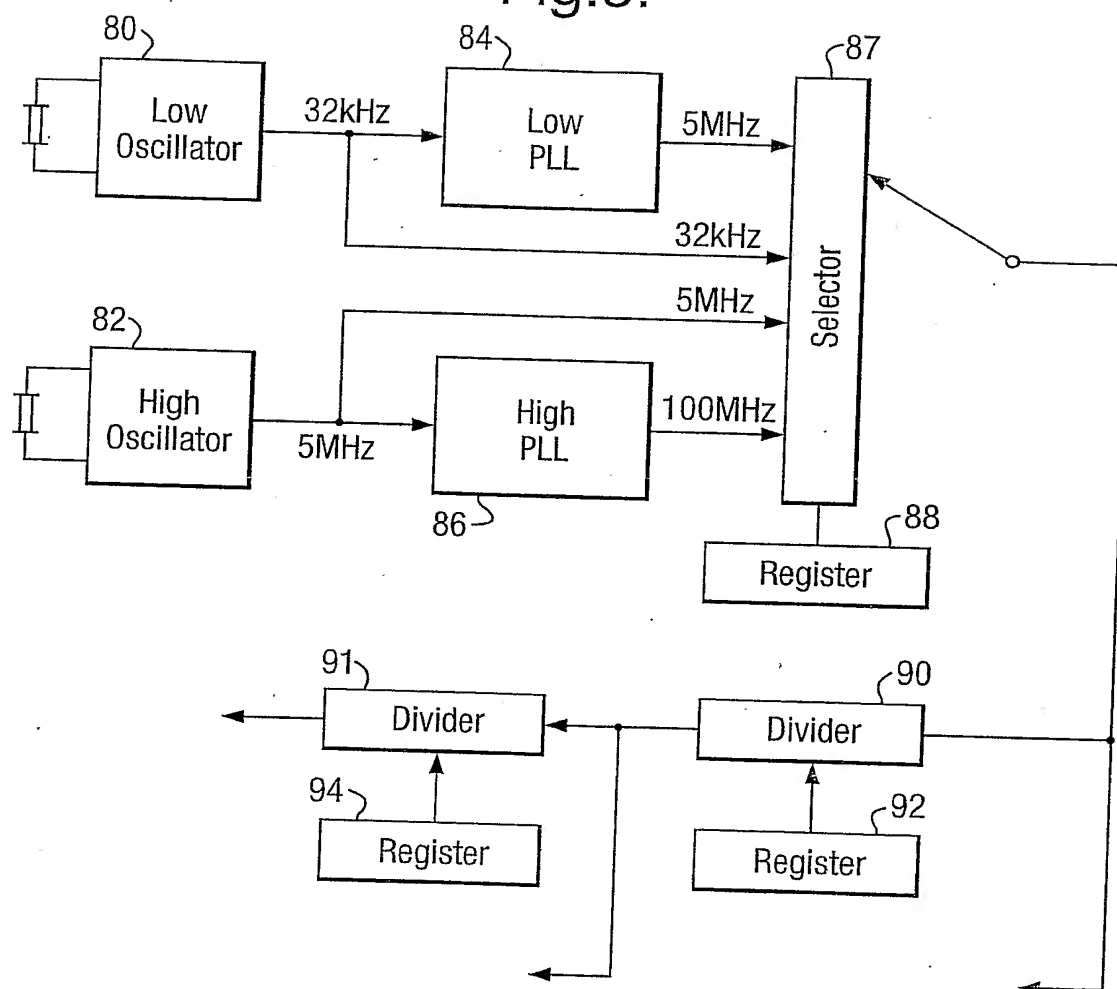 Fig.
80
84
87
Low
Oscillator
32kHz
Low
PLL
5MHz
32kHz
Selector
5MHz
82
High
Oscillator
5MHz
High
PLL
100MHz
86
88
Register
91
90
Divider
Divider
94
92
Register
Register